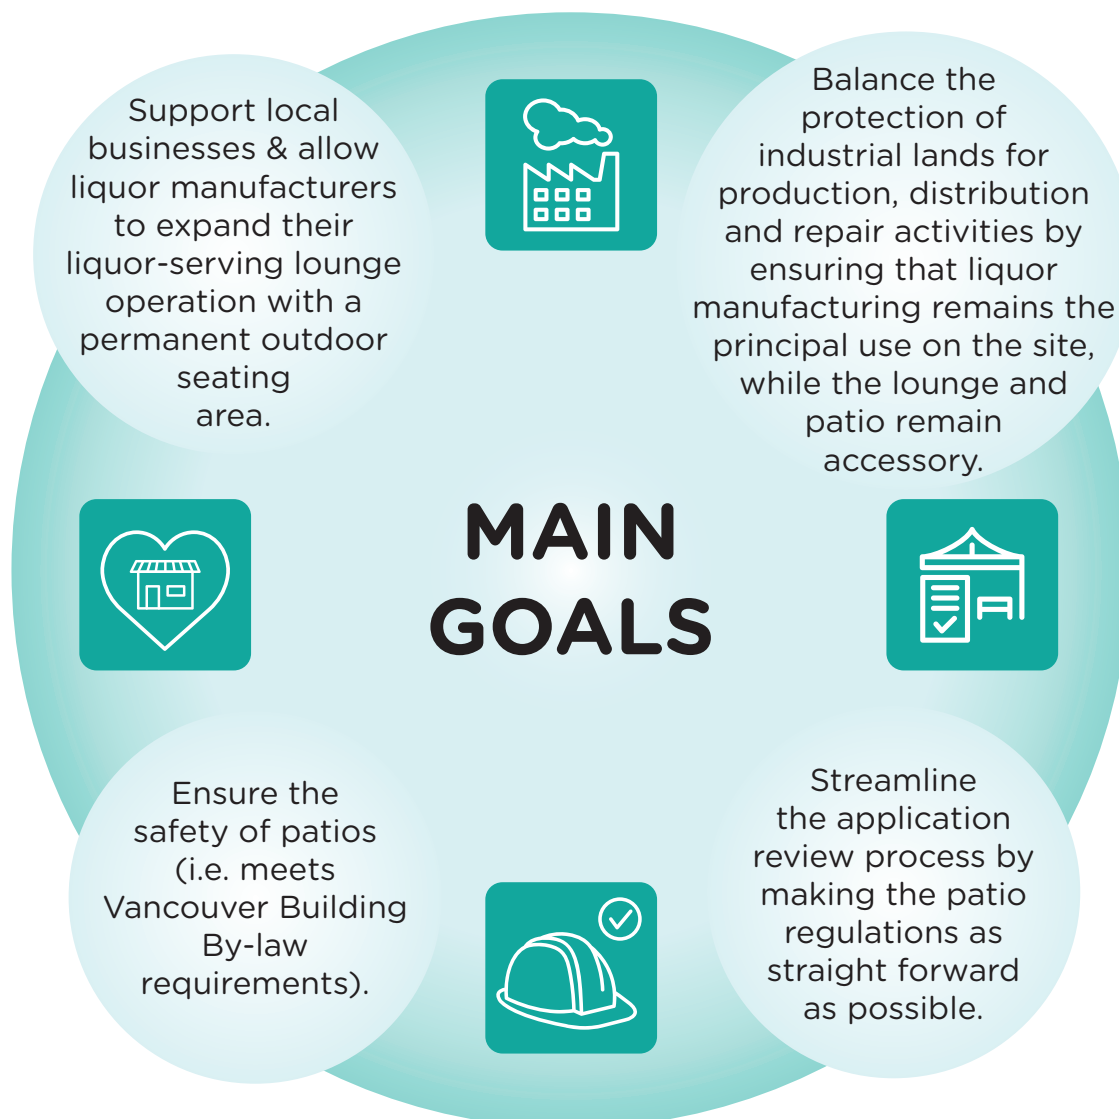 Support local
businesses & allow
liquor manufacturers
to expand their
liquor-serving lounge
operation with a
permanent outdoor
seating
area.
Balance the
protection of
industrial lands for
production, distribution
and repair activities by
ensuring that liquor
manufacturing remains the
principal use on the site,
while the lounge and
patio remain
accessory.
MAIN
GOALS
Ensure the
safety of patios
(i.e. meets
Vancouver Building
By-law
requirements).
Streamline
the application
review process by
making the patio
regulations as
straight forward
as possible.